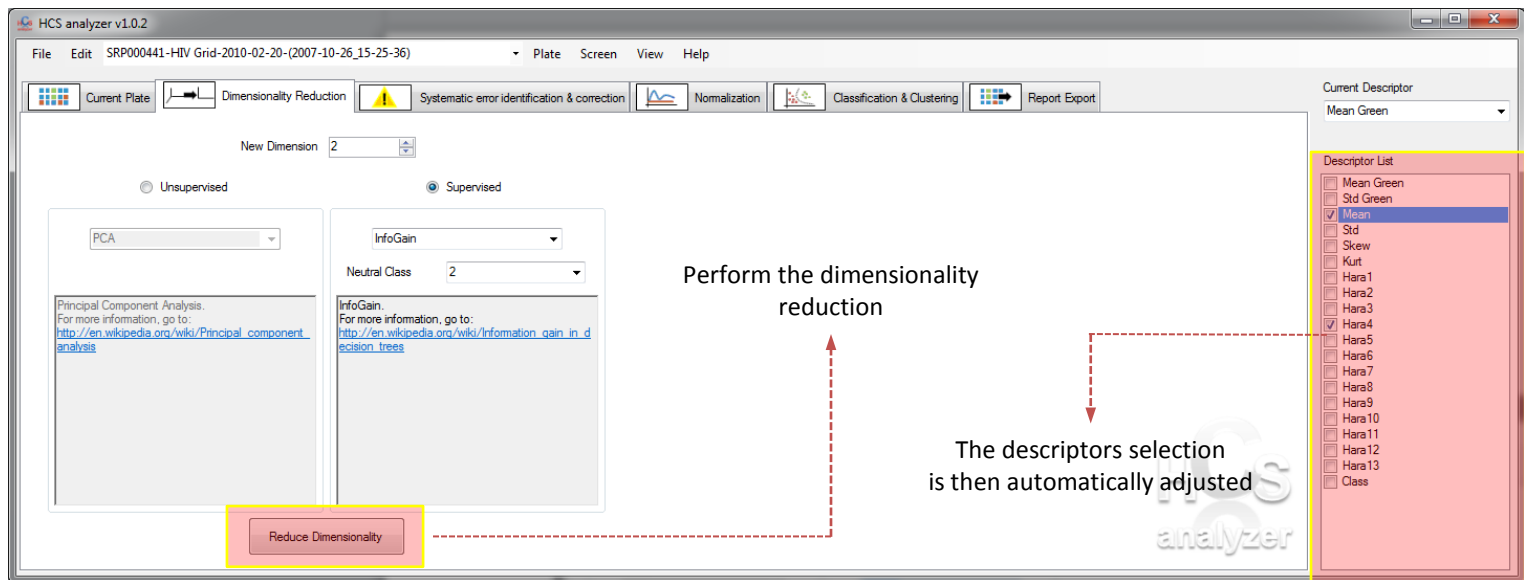 HCS analyzer v1.0.2
File Edit SRP000441-HIV Grid-2010-02-20-(2007-10-26_15-25-36) Plate Screen View Help
Current Plate Dimensionality Reduction Systematic error identification & correction Normalization Classification & Clustering Report Export
Current Descriptor
Mean Green
New Dimension 2
Unsupervised Supervised
PCA
InfoGain
Neutral Class 2
Principal Component Analysis.
For more information, go to:
http://en.wikipedia.org/wiki/Principal_component_
analysis
InfoGain.
For more information, go to:
http://en.wikipedia.org/wiki/Information_gain_in_d
ecision_trees
Reduce Dimensionality
Perform the dimensionality
reduction
The descriptors selection
is then automatically adjusted
HCS
analyzer
Descriptor List
Mean Green
Std Green
Mean
Std
Skew
Kurt
Hara1
Hara2
Hara3
Hara4
Hara5
Hara6
Hara7
Hara8
Hara9
Hara10
Hara11
Hara12
Hara13
Class